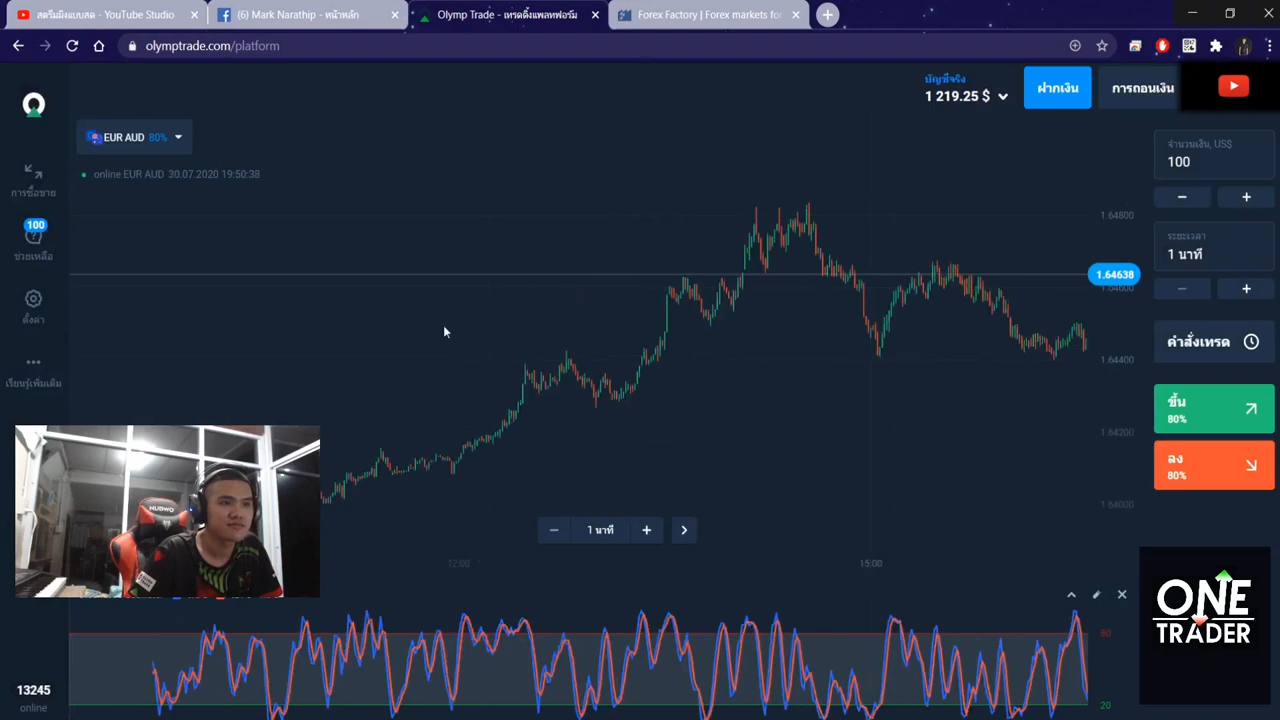 สตรีมมิงแบบสด - YouTube Studio
(6) Mark Narathip - หน้าหลัก
Olymp Trade - เทรดดิ้งแพลทฟอร์ม
Forex Factory | Forex markets for
olymptrade.com/platform
บัญชีจริง
1 219.25 $
ฝากเงิน
การถอนเงิน
EUR AUD 80%
online EUR AUD 30.07.2020 19:50:38
การซื้อขาย
100
ช่วยเหลือ
ตั้งค่า
เรียนรู้เพิ่มเติม
13245
online
1.64800
1.64638
1.64600
1.64400
1.64200
1.64000
จำนวนเงิน, US$
100
ระยะเวลา
1 นาที
คำสั่งเทรด
ขึ้น
80%
ลง
80%
1 นาที
12:00
15:00
80
20
NUBWO
ONE
TRADER